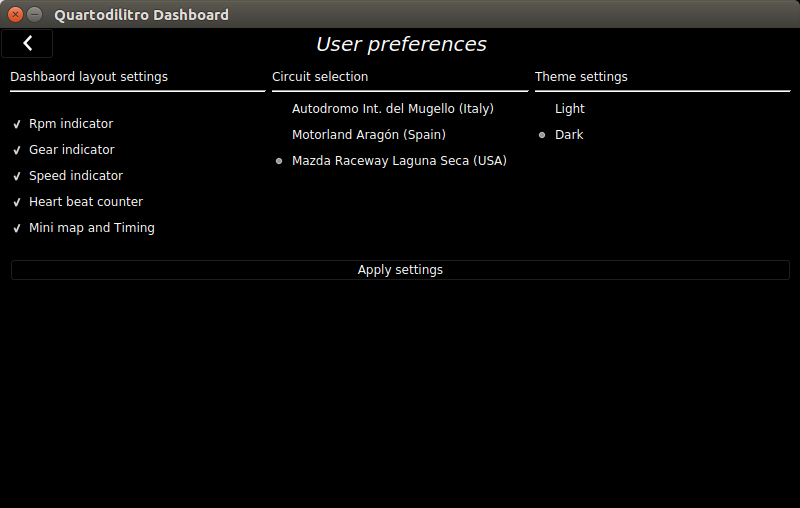 Quartodilitro Dashboard
User preferences
Dashbaord layout settings
Rpm indicator
Gear indicator
Speed indicator
Heart beat counter
Mini map and Timing
Circuit selection
Autodromo Int. del Mugello (Italy)
Motorland Aragón (Spain)
Mazda Raceway Laguna Seca (USA)
Theme settings
Light
Dark
Apply settings